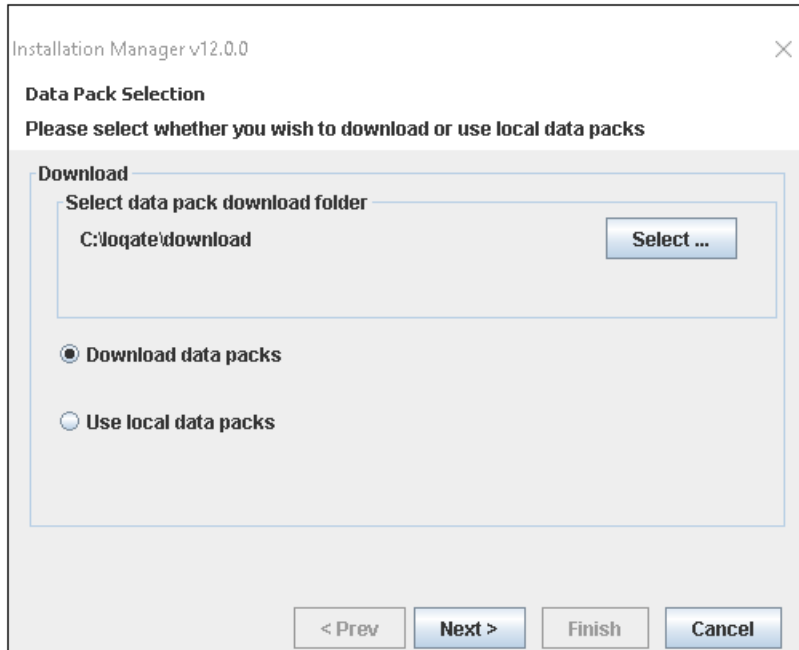 Installation Manager v12.0.0
Data Pack Selection
Please select whether you wish to download or use local data packs
Download
Select data pack download folder
C:\loqate\download
Select ...
Download data packs
Use local data packs
< Prev
Next >
Finish
Cancel